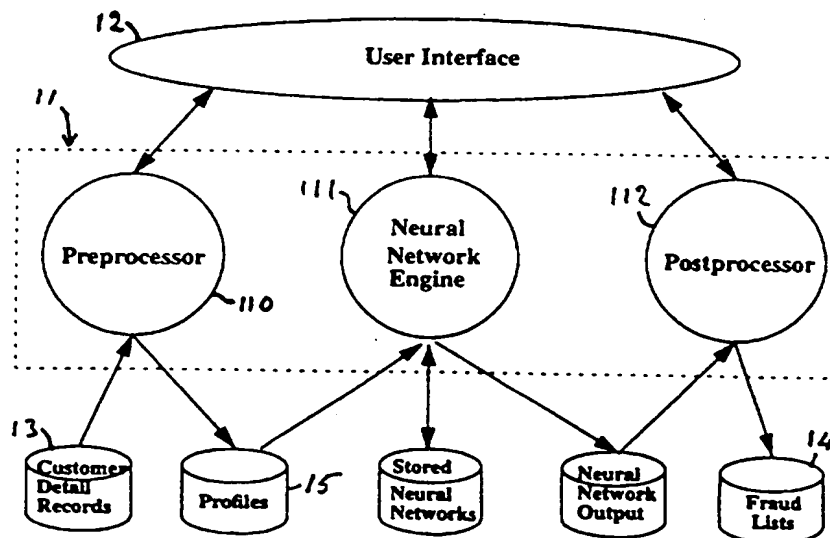 12
User Interface
11
111
112
Preprocessor
Neural
Network
Engine
Postprocessor
110
13
Customer
Detail
Records
Profiles
15
Stored
Neural
Networks
Neural
Network
Output
14
Fraud
Lists